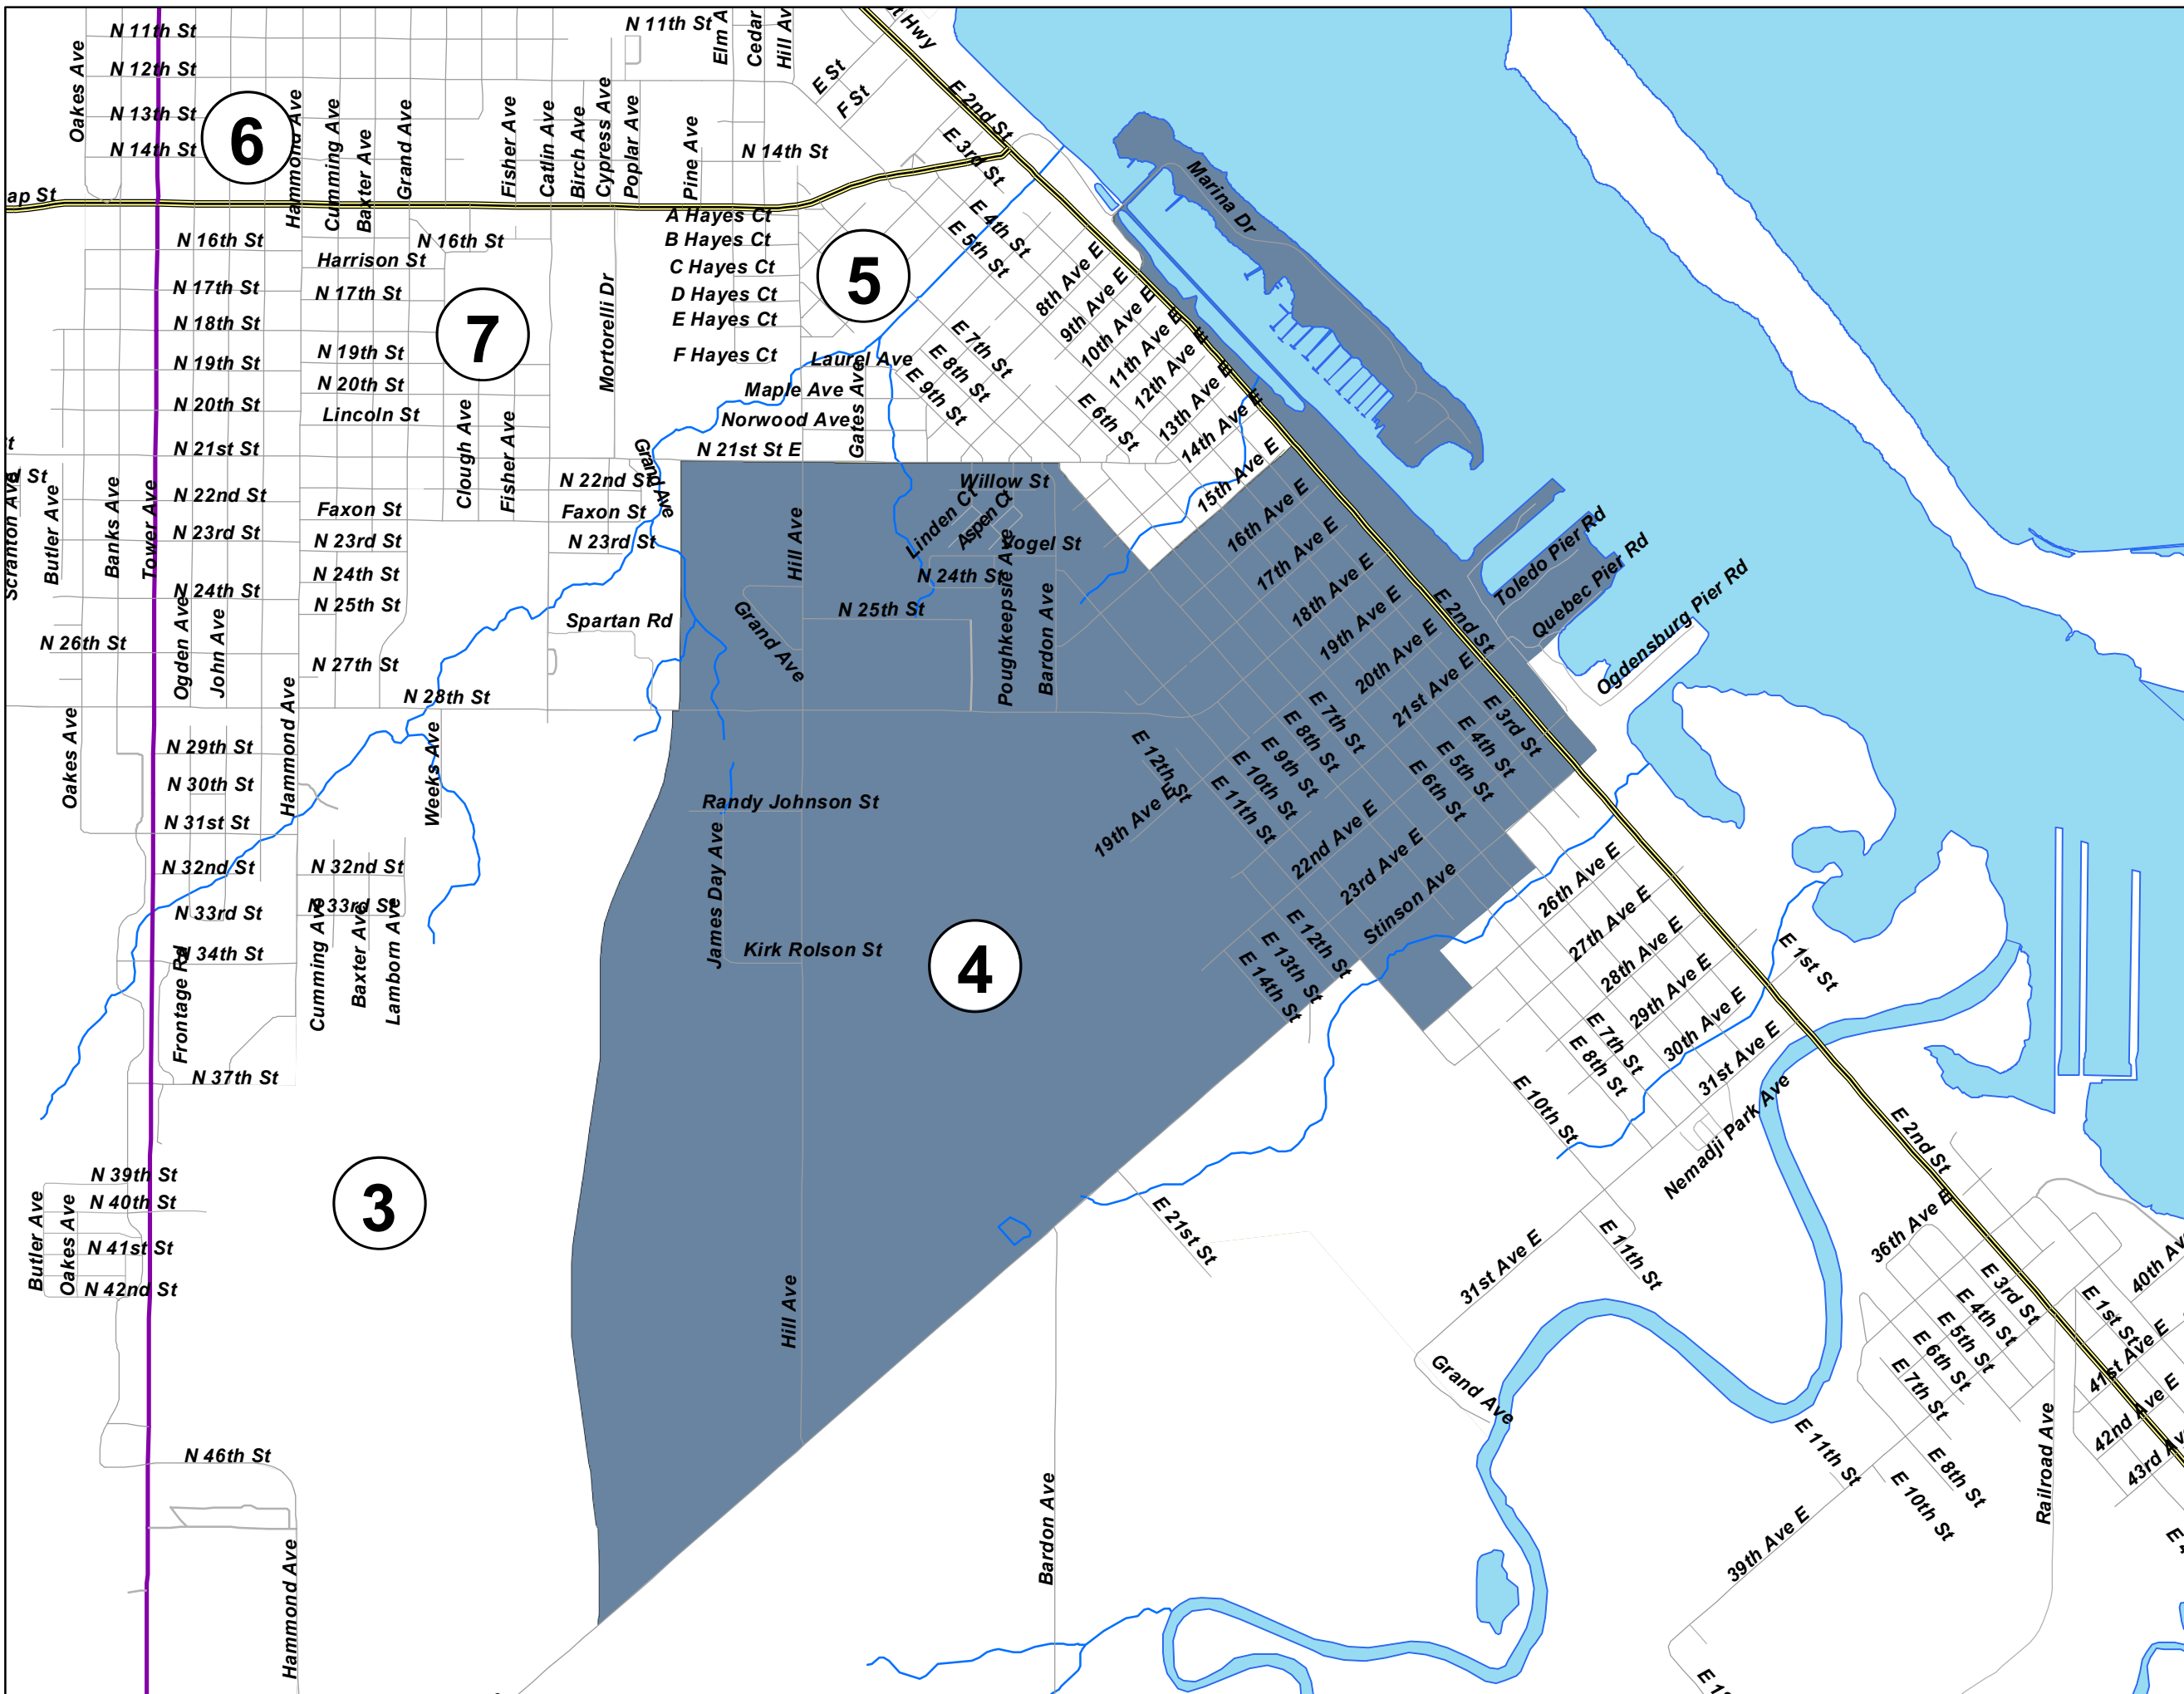 N 11th St
N 11th St
Elm A
Cedar
Hill Av
Oakes Ave
N 12th St
E St
F St
E 2nd St
N 13th St
6
Hammond Ave
Cumming Ave
Baxter Ave
Grand Ave
Fisher Ave
Catlin Ave
Birch Ave
Cypress Ave
Poplar Ave
Pine Ave
N 14th St
N 14th St
E 3rd St
Marina Dr
ap St
A Hayes Ct
B Hayes Ct
C Hayes Ct
D Hayes Ct
E Hayes Ct
F Hayes Ct
5
E 4th St
E 5th St
N 16th St
N 16th St
Harrison St
N 17th St
N 17th St
7
Mortorelli Dr
8th Ave E
9th Ave E
10th Ave E
11th Ave E
12th Ave E
13th Ave E
14th Ave E
15th Ave E
N 18th St
N 19th St
N 19th St
N 20th St
N 20th St
Lincoln St
Laurel Ave
Maple Ave
Norwood Ave
Gates Ave
E 7th St
E 8th St
E 9th St
E 6th St
N 21st St
N 21st St E
Clough Ave
Fisher Ave
Grand Ave
Scranton Ave
d St
Butler Ave
Banks Ave
Tower Ave
N 22nd St
N 22nd St
Faxon St
Faxon St
N 23rd St
N 23rd St
N 23rd St
Willow St
Linden Ct
Aspen Ct
Vogel St
Hill Ave
N 24th St
N 24th St
N 24th St
N 25th St
N 25th St
Poughkeepsie Ave
Bardon Ave
Grand Ave
Spartan Rd
N 26th St
Ogden Ave
John Ave
N 27th St
N 28th St
16th Ave E
17th Ave E
18th Ave E
19th Ave E
20th Ave E
21st Ave E
E 2nd St
Toledo Pier Rd
Quebec Pier Rd
Ogdensburg Pier Rd
Oakes Ave
N 29th St
N 30th St
N 31st St
Hammond Ave
Weeks Ave
N 32nd St
N 32nd St
N 33rd St
N 33rd St
N 34th St
Frontage Rd
Cumming Ave
Baxter Ave
Lamborn Ave
N 37th St
Randy Johnson St
James Day Ave
Kirk Rolson St
4
E 3rd St
E 4th St
E 5th St
E 6th St
E 7th St
E 8th St
E 9th St
E 10th St
E 11th St
E 12th St
19th Ave E
22nd Ave E
23rd Ave E
Stinson Ave
E 12th St
E 13th St
E 14th St
26th Ave E
27th Ave E
28th Ave E
29th Ave E
30th Ave E
31st Ave E
E 1st St
E 7th St
E 8th St
E 10th St
Nemadji Park Ave
E 2nd St
3
N 39th St
N 40th St
N 41st St
N 42nd St
Butler Ave
Oakes Ave
N 46th St
Hammond Ave
Hill Ave
E 21st St
31st Ave E
E 11th St
Grand Ave
Bardon Ave
36th Ave E
E 3rd St
E 4th St
E 5th St
E 6th St
E 7th St
E 8th St
E 1st St
40th Av
41st Ave E
42nd Ave E
43rd Av
Railroad Ave
E 11th St
E 10th St
39th Ave E